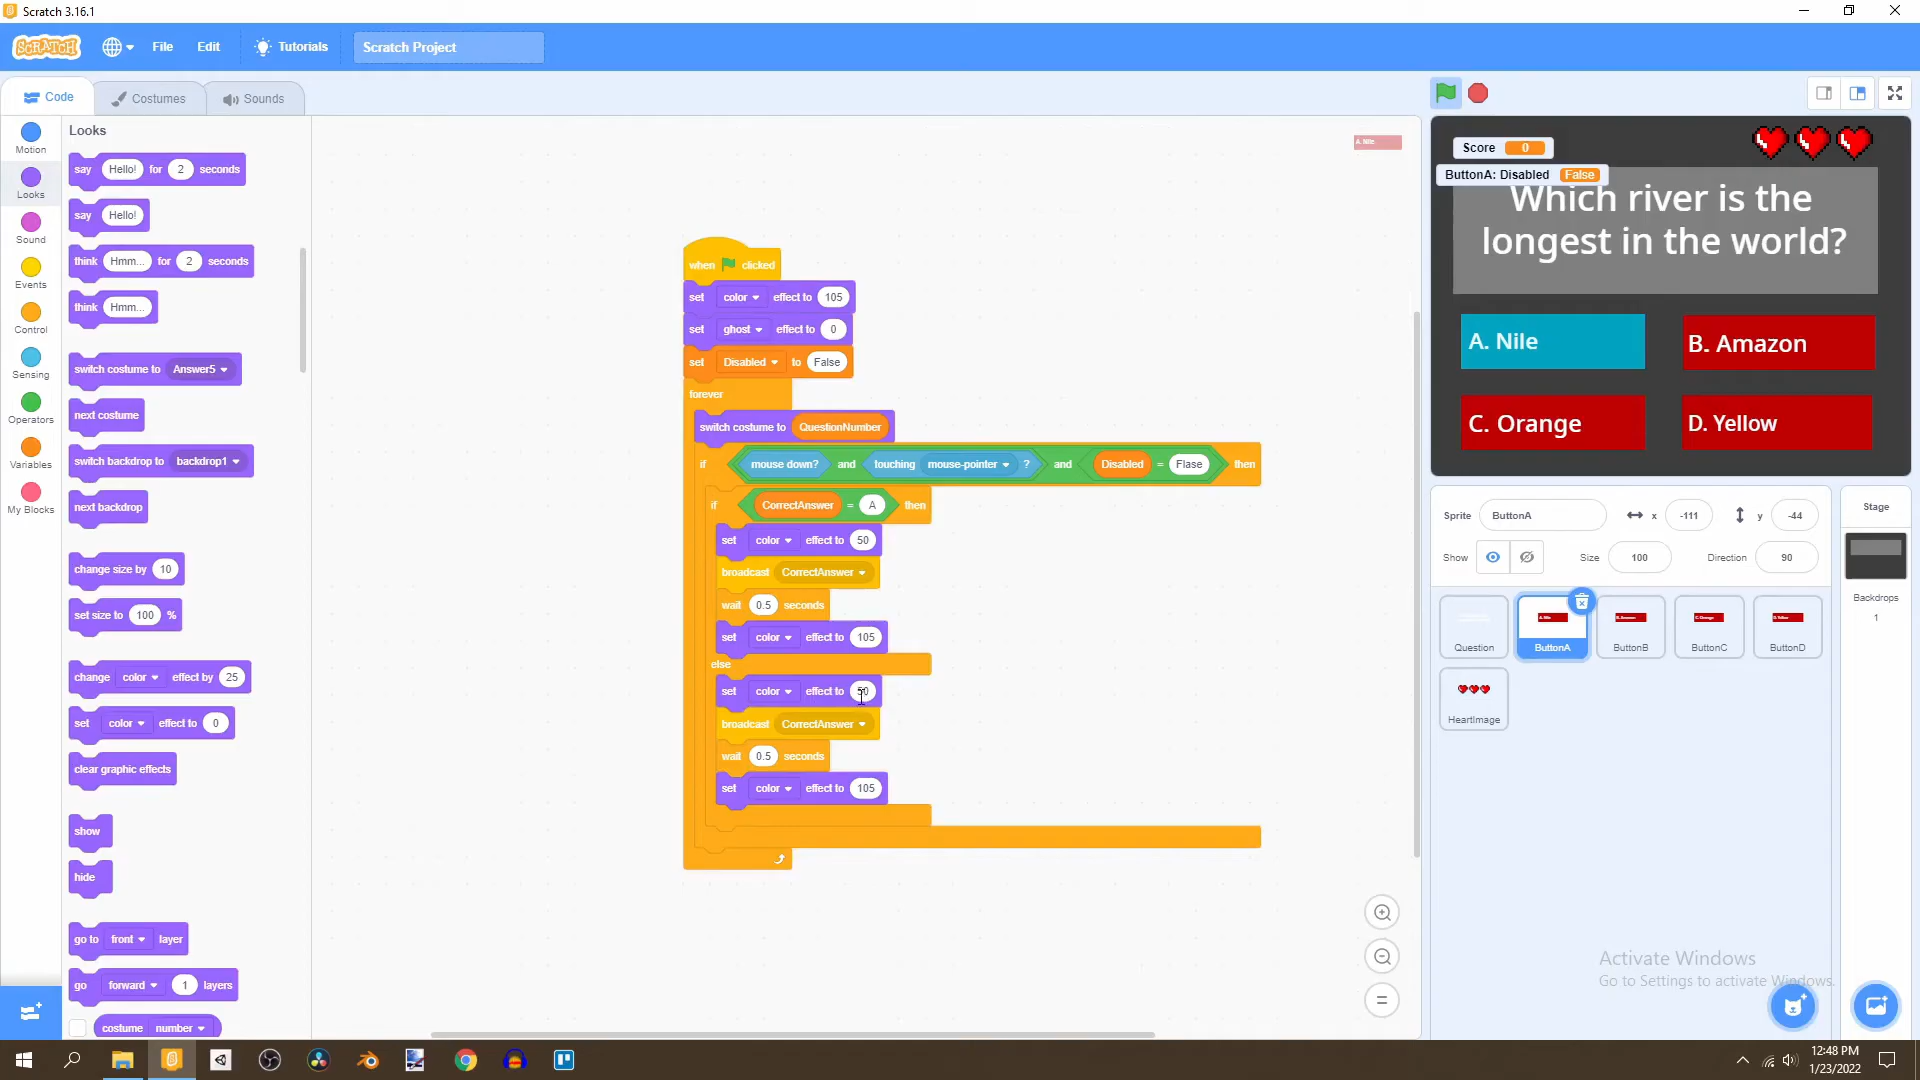 Scratch 3.16.1
SCRATCH
File
Edit
Tutorials
Scratch Project
Code
Costumes
Sounds
Motion
Looks
Sound
Events
Control
Sensing
Operators
Variables
My Blocks
Looks
say Hello! for 2 seconds
say Hello!
think Hmm... for 2 seconds
think Hmm...
switch costume to Answer5
next costume
switch backdrop to backdrop1
next backdrop
change size by 10
set size to 100 %
change color effect by 25
set color effect to 0
clear graphic effects
show
hide
go to front layer
go forward 1 layers
costume number
when clicked
set color effect to 105
set ghost effect to 0
set Disabled to False
forever
switch costume to QuestionNumber
if mouse down? and touching mouse-pointer ? and Disabled = Flase then
if CorrectAnswer = A then
set color effect to 50
broadcast CorrectAnswer
wait 0.5 seconds
set color effect to 105
else
set color effect to 50
broadcast CorrectAnswer
wait 0.5 seconds
set color effect to 105
A. Nile
Score 0
ButtonA: Disabled False
Which river is the
longest in the world?
A. Nile
B. Amazon
C. Orange
D. Yellow
Sprite ButtonA x -111 y -44
Show Size 100 Direction 90
Question
ButtonA
ButtonB
ButtonC
ButtonD
HeartImage
Stage
Backdrops
1
Activate Windows
Go to Settings to activate Windows.
12:48 PM
1/23/2022